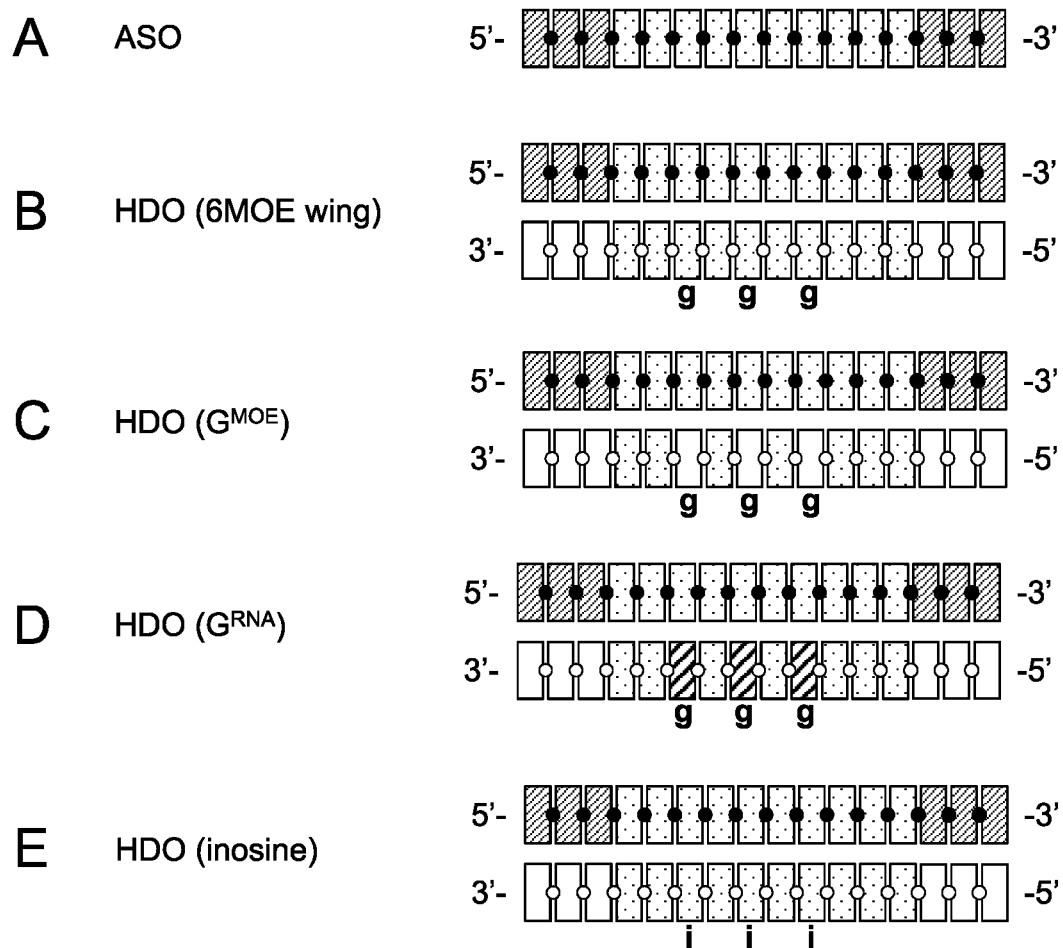 A ASO 5’- -3’
B HDO (6MOE wing) 5’- -3’
3’- -5’
g g g
C HDO (GMOE) 5’- -3’
3’- -5’
g g g
D HDO (GRNA) 5’- -3’
3’- -5’
g g g
E HDO (inosine) 5’- -3’
3’- -5’
i i i